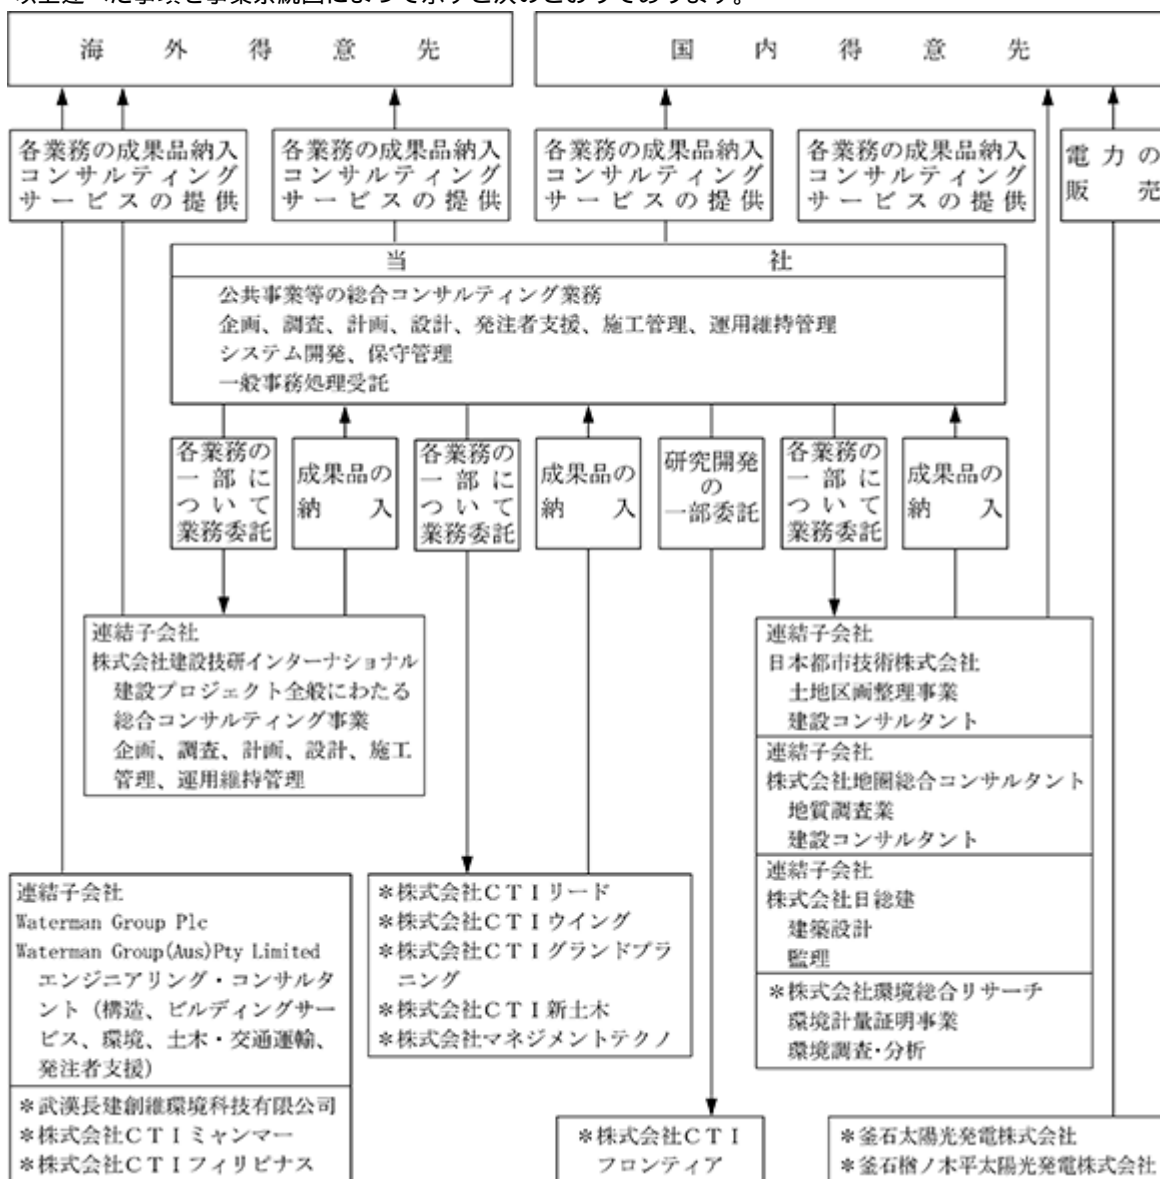 海外得意先
国内得意先
各業務の成果品納入
コンサルティング
サービスの提供
各業務の成果品納入
コンサルティング
サービスの提供
各業務の成果品納入
コンサルティング
サービスの提供
各業務の成果品納入
コンサルティング
サービスの提供
電力の
販売
当社
公共事業等の総合コンサルティング業務
企画、調査、計画、設計、発注者支援、施工管理、運用維持管理
システム開発、保守管理
一般事務処理受託
各業務の
一部に
ついて
業務委託
成果品の
納入
各業務の
一部に
ついて
業務委託
成果品の
納入
研究開発
の
一部委託
各業務の
一部に
ついて
業務委託
成果品の
納入
連結子会社
株式会社建設技研インターナショナル
建設プロジェクト全般にわたる
総合コンサルティング事業
企画、調査、計画、設計、施工
管理、運用維持管理
連結子会社
日本都市技術株式会社
土地区画整理事業
建設コンサルタント
連結子会社
株式会社地圏総合コンサルタント
地質調査業
建設コンサルタント
連結子会社
株式会社日総建
建築設計
監理
＊株式会社環境総合リサーチ
環境計量証明事業
環境調査・分析
連結子会社
Waterman Group Plc
Waterman Group(Aus)Pty Limited
エンジニアリング・コンサルタ
ント（構造、ビルディングサー
ビス、環境、土木・交通運輸、
発注者支援）
＊武漢長建創維環境科技有限公司
＊株式会社ＣＴＩミャンマー
＊株式会社ＣＴＩフィリピナス
＊株式会社ＣＴＩリード
＊株式会社ＣＴＩウイング
＊株式会社ＣＴＩグランドプラ
ニング
＊株式会社ＣＴＩ新土木
＊株式会社マネジメントテクノ
＊株式会社ＣＴＩ
フロンティア
＊釜石太陽光発電株式会社
＊釜石楢ノ木平太陽光発電株式会社